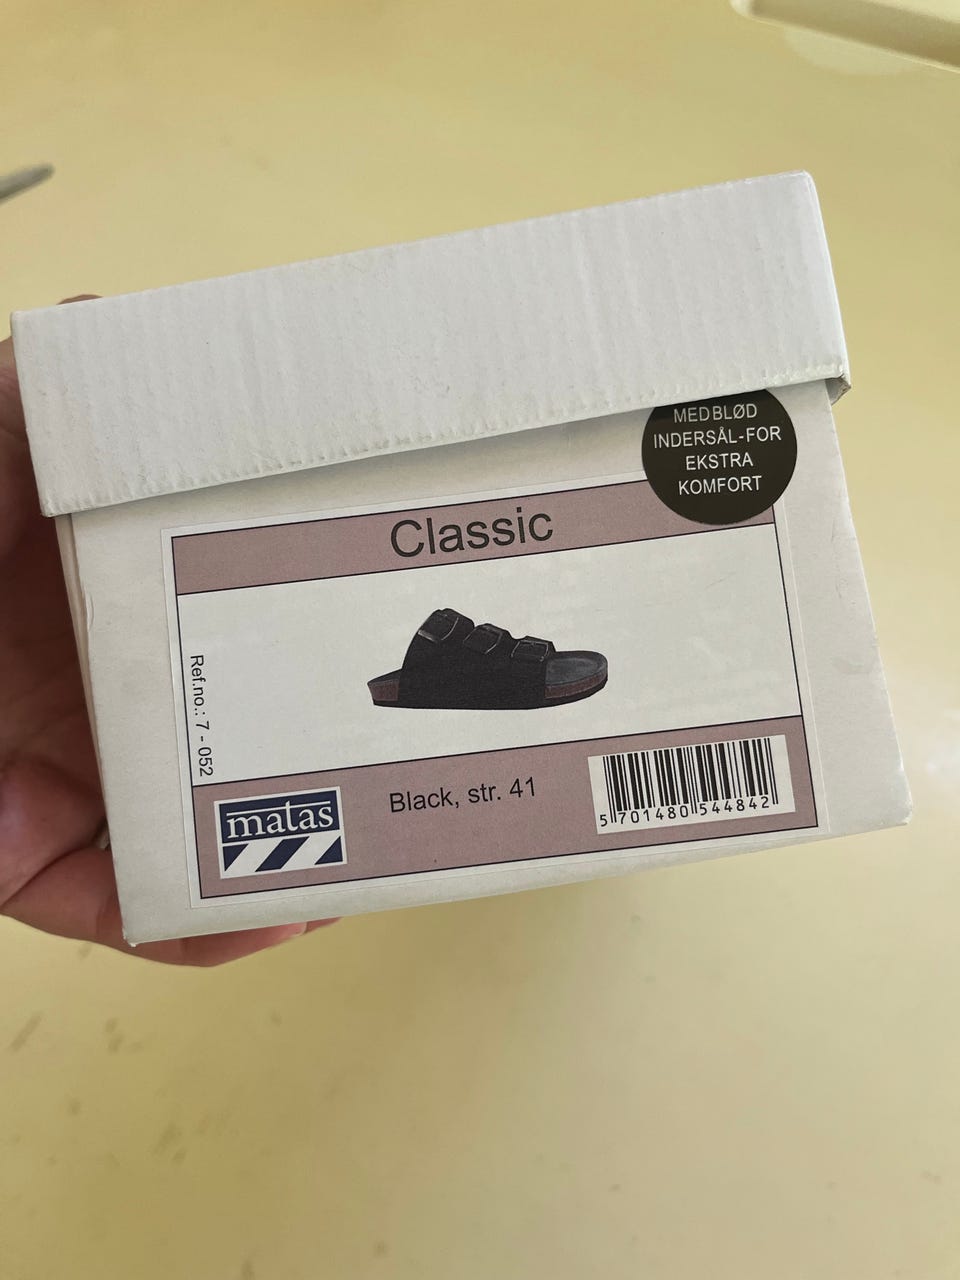 MED BLØD
INDERSÅL-FOR
EKSTRA
KOMFORT
Classic
Ref.no.: 7 - 052
matas
Black, str. 41
5 701480 544842